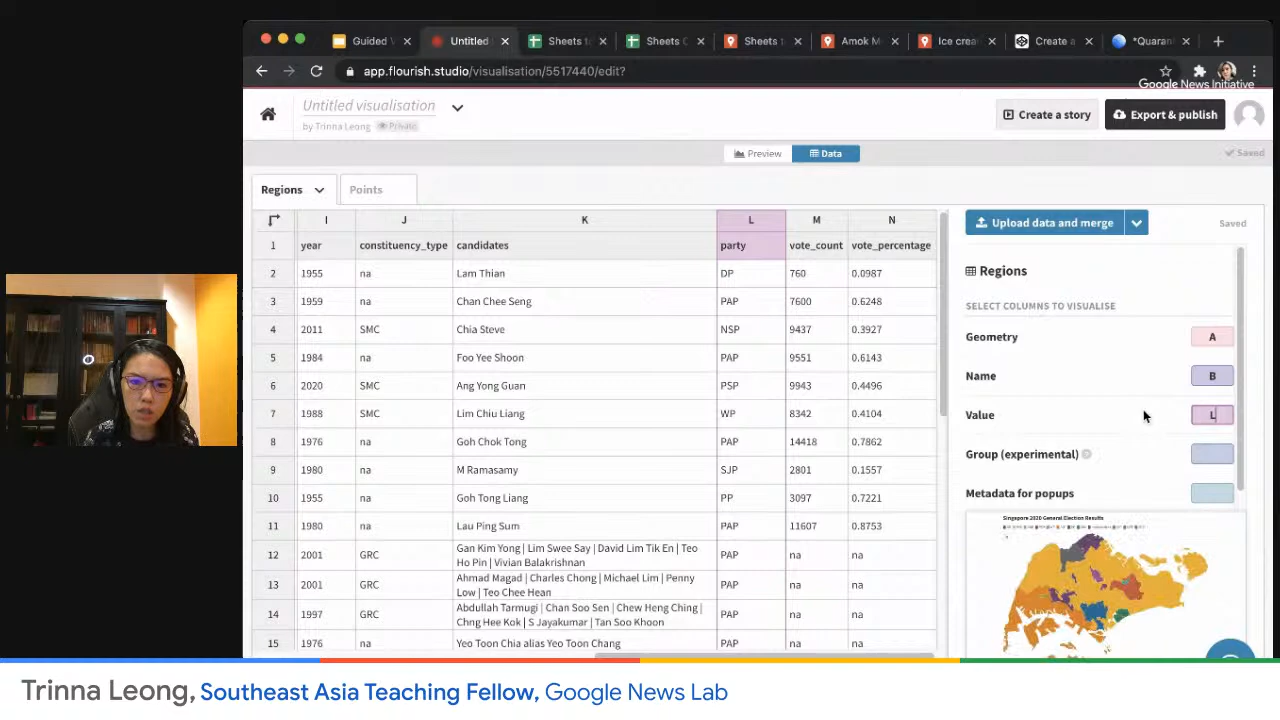 Guided V
Untitled
Sheets to
Sheets C
Sheets t
Amok M
Ice crea
Create a
*Quaran
app.flourish.studio/visualisation/5517440/edit?
Google News Initiative
Untitled visualisation
by Trinna Leong Private
Create a story
Export & publish
Preview
Data
Saved
Regions
Points
Upload data and merge
Saved
I J K L M N
1 year constituency_type candidates party vote_count vote_percentage
2 1955 na Lam Thian DP 760 0.0987
3 1959 na Chan Chee Seng PAP 7600 0.6248
4 2011 SMC Chia Steve NSP 9437 0.3927
5 1984 na Foo Yee Shoon PAP 9551 0.6143
6 2020 SMC Ang Yong Guan PSP 9943 0.4496
7 1988 SMC Lim Chiu Liang WP 8342 0.4104
8 1976 na Goh Chok Tong PAP 14418 0.7862
9 1980 na M Ramasamy SJP 2801 0.1557
10 1955 na Goh Tong Liang PP 3097 0.7221
11 1980 na Lau Ping Sum PAP 11607 0.8753
12 2001 GRC Gan Kim Yong | Lim Swee Say | David Lim Tik En | Teo
Ho Pin | Vivian Balakrishnan PAP na na
13 2001 GRC Ahmad Magad | Charles Chong | Michael Lim | Penny
Low | Teo Chee Hean PAP na na
14 1997 GRC Abdullah Tarmugi | Chan Soo Sen | Chew Heng Ching |
Chng Hee Kok | S Jayakumar | Tan Soo Khoon PAP na na
15 1976 na Yeo Toon Chia alias Yeo Toon Chang PAP na na
Regions
SELECT COLUMNS TO VISUALISE
Geometry A
Name B
Value L
Group (experimental) ?
Metadata for popups
Singapore 2020 General Election Results
Trinna Leong, Southeast Asia Teaching Fellow, Google News Lab